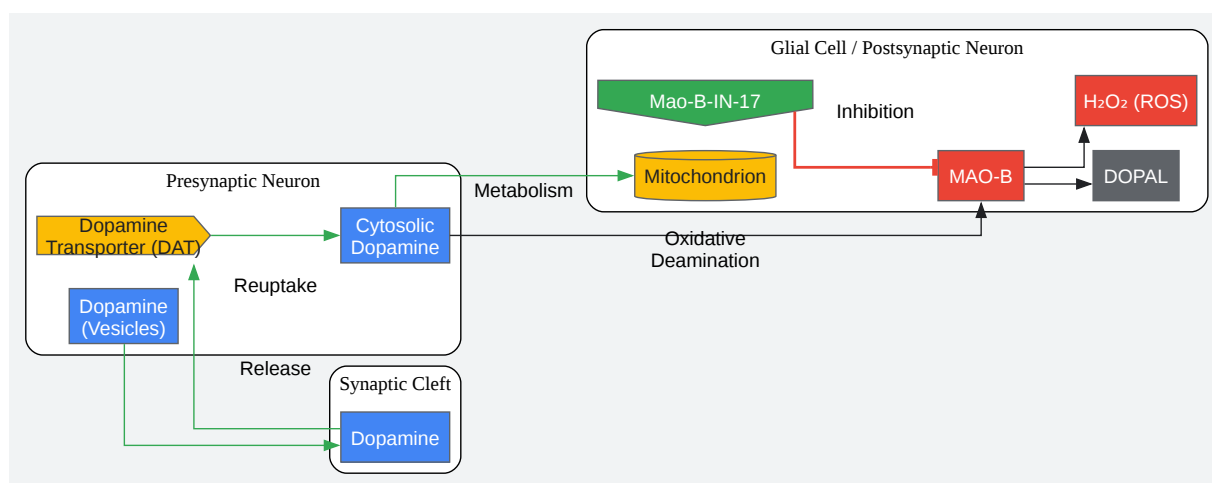 Glial Cell / Postsynaptic Neuron
Mao-B-IN-17
Inhibition
H₂O₂ (ROS)
Mitochondrion
MAO-B
DOPAL
Metabolism
Presynaptic Neuron
Dopamine
Transporter (DAT)
Cytosolic
Dopamine
Oxidative
Deamination
Reuptake
Dopamine
(Vesicles)
Release
Synaptic Cleft
Dopamine